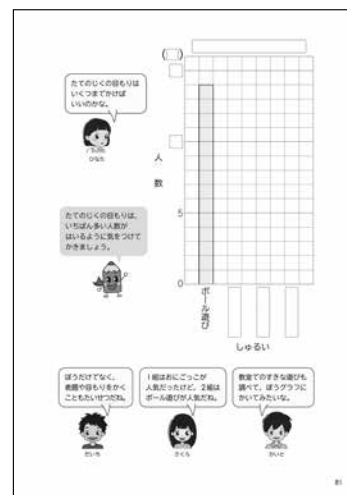 たてのじくの目もりは
いくつまでかけば
いいのかな。
ひなた
たてのじくの目もりは、
いちばん多い人数が
はいるように気をつけて
かきましょう。
( )
人
数
5
0
ボール遊び
しゅるい
ぼうだけでなく、
表題や目もりをかく
こともたいせつだね。
だいち
1組はおにごっこが
人気だったけど、2組は
ボール遊びが人気だね。
さくら
教室でのすきな遊びも
調べて、ぼうグラフに
かいてみたいな。
かいと
81